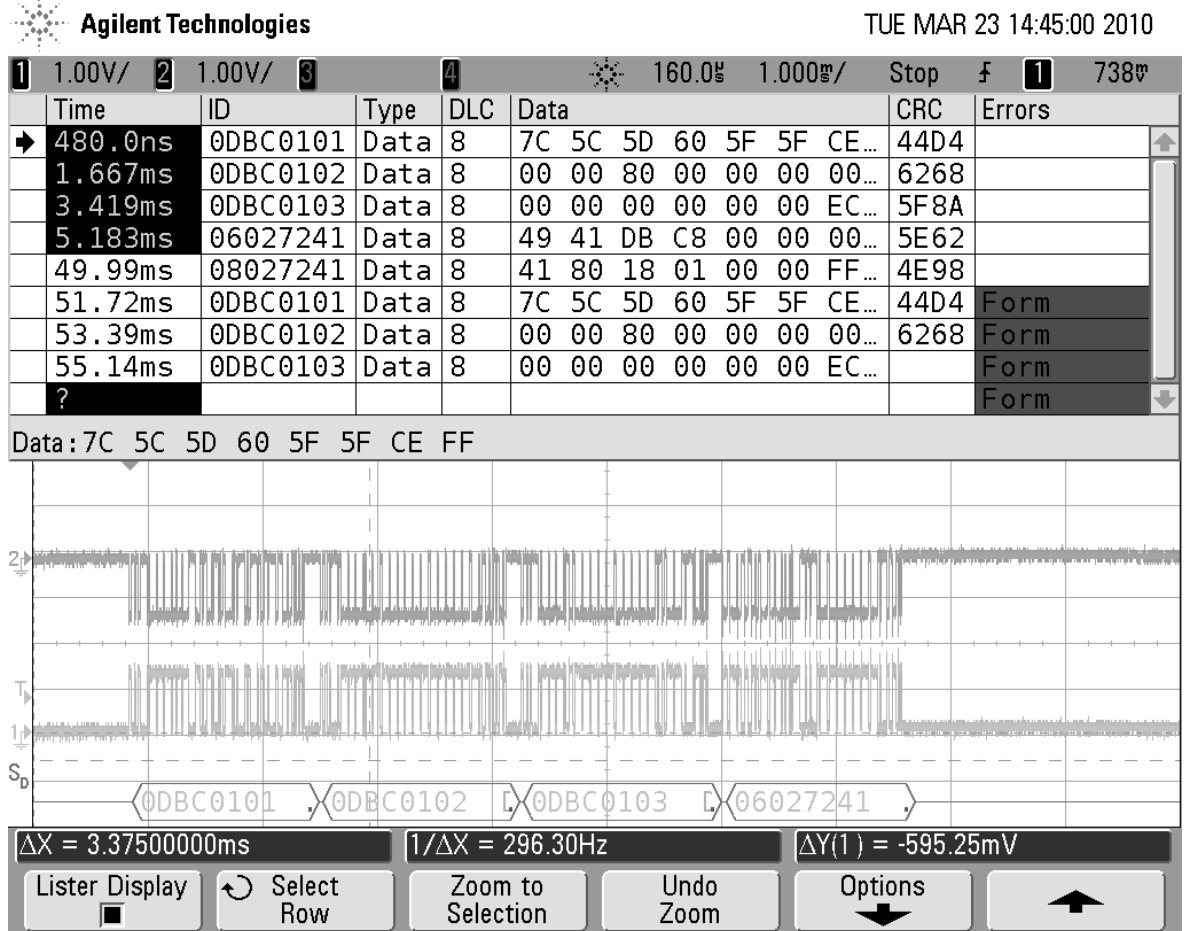 Agilent Technologies TUE MAR 23 14:45:00 2010
1 1.00V/ 2 1.00V/ 3 4 160.0㎲ 1.000㎳/ Stop 1 738㎷
Time ID Type DLC Data CRC Errors
480.0ns 0DBC0101 Data 8 7C 5C 5D 60 5F 5F CE… 44D4
1.667ms 0DBC0102 Data 8 00 00 80 00 00 00 00… 6268
3.419ms 0DBC0103 Data 8 00 00 00 00 00 00 EC… 5F8A
5.183ms 06027241 Data 8 49 41 DB C8 00 00 00… 5E62
49.99ms 08027241 Data 8 41 80 18 01 00 00 FF… 4E98
51.72ms 0DBC0101 Data 8 7C 5C 5D 60 5F 5F CE… 44D4 Form
53.39ms 0DBC0102 Data 8 00 00 80 00 00 00 00… 6268 Form
55.14ms 0DBC0103 Data 8 00 00 00 00 00 00 EC… Form
? Form
Data:7C 5C 5D 60 5F 5F CE FF
2
T
1
SD
0DBC0101 . 0DBC0102 [ 0DBC0103 [ 06027241 .
ΔX = 3.37500000ms 1/ΔX = 296.30Hz ΔY(1) = -595.25mV
Lister Display Select Row Zoom to Selection Undo Zoom Options